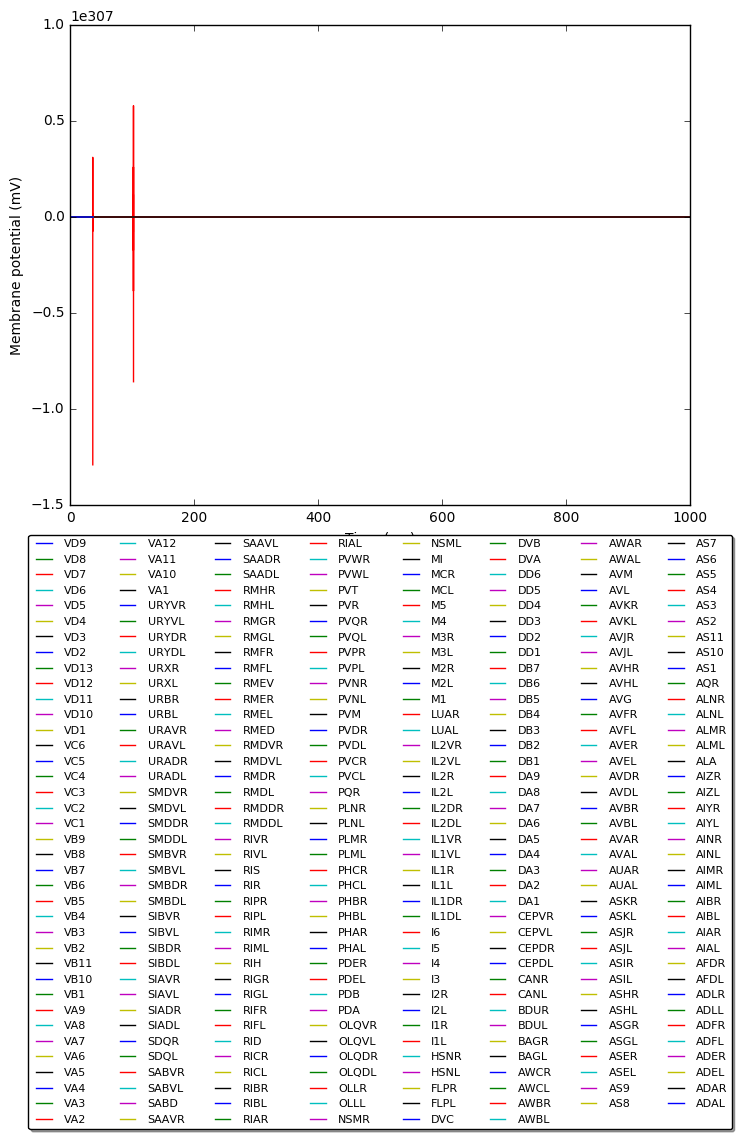 1e307
1.0
0.5
0.0
−0.5
−1.0
−1.5
Membrane potential (mV)
0
200
400
600
800
1000
VD9
VD8
VD7
VD6
VD5
VD4
VD3
VD2
VD13
VD12
VD11
VD10
VD1
VC6
VC5
VC4
VC3
VC2
VC1
VB9
VB8
VB7
VB6
VB5
VB4
VB3
VB2
VB11
VB10
VB1
VA9
VA8
VA7
VA6
VA5
VA4
VA3
VA2
VA12
VA11
VA10
VA1
URYVR
URYVL
URYDR
URYDL
URXR
URXL
URBR
URBL
URAVR
URAVL
URADR
URADL
SMDVR
SMDVL
SMDDR
SMDDL
SMBVR
SMBVL
SMBDR
SMBDL
SIBVR
SIBVL
SIBDR
SIBDL
SIAVR
SIAVL
SIADR
SIADL
SDQR
SDQL
SABVR
SABVL
SABD
SAAVR
SAAVL
SAADR
SAADL
RMHR
RMHL
RMGR
RMGL
RMFR
RMFL
RMEV
RMER
RMEL
RMED
RMDVR
RMDVL
RMDR
RMDL
RMDDR
RMDDL
RIVR
RIVL
RIS
RIR
RIPR
RIPL
RIMR
RIML
RIH
RIGR
RIGL
RIFR
RIFL
RID
RICR
RICL
RIBR
RIBL
RIAR
RIAL
PVWR
PVWL
PVT
PVR
PVQR
PVQL
PVPR
PVPL
PVNR
PVNL
PVM
PVDR
PVDL
PVCR
PVCL
PQR
PLNR
PLNL
PLMR
PLML
PHCR
PHCL
PHBR
PHBL
PHAR
PHAL
PDER
PDEL
PDB
PDA
OLQVR
OLQVL
OLQDR
OLQDL
OLLR
OLLL
NSMR
NSML
MI
MCR
MCL
M5
M4
M3R
M3L
M2R
M2L
M1
LUAR
LUAL
IL2VR
IL2VL
IL2R
IL2L
IL2DR
IL2DL
IL1VR
IL1VL
IL1R
IL1L
IL1DR
IL1DL
I6
I5
I4
I3
I2R
I2L
I1R
I1L
HSNR
HSNL
FLPR
FLPL
DVC
DVB
DVA
DD6
DD5
DD4
DD3
DD2
DD1
DB7
DB6
DB5
DB4
DB3
DB2
DB1
DA9
DA8
DA7
DA6
DA5
DA4
DA3
DA2
DA1
CEPVR
CEPVL
CEPDR
CEPDL
CANR
CANL
BDUR
BDUL
BAGR
BAGL
AWCR
AWCL
AWBR
AWBL
AWAR
AWAL
AVM
AVL
AVKR
AVKL
AVJR
AVJL
AVHR
AVHL
AVG
AVFR
AVFL
AVER
AVEL
AVDR
AVDL
AVBR
AVBL
AVAR
AVAL
AUAR
AUAL
ASKR
ASKL
ASJR
ASJL
ASIR
ASIL
ASHR
ASHL
ASGR
ASGL
ASER
ASEL
AS9
AS8
AS7
AS6
AS5
AS4
AS3
AS2
AS11
AS10
AS1
AQR
ALNR
ALNL
ALMR
ALML
ALA
AIZR
AIZL
AIYR
AIYL
AINR
AINL
AIMR
AIML
AIBR
AIBL
AIAR
AIAL
AFDR
AFDL
ADLR
ADLL
ADFR
ADFL
ADER
ADEL
ADAR
ADAL